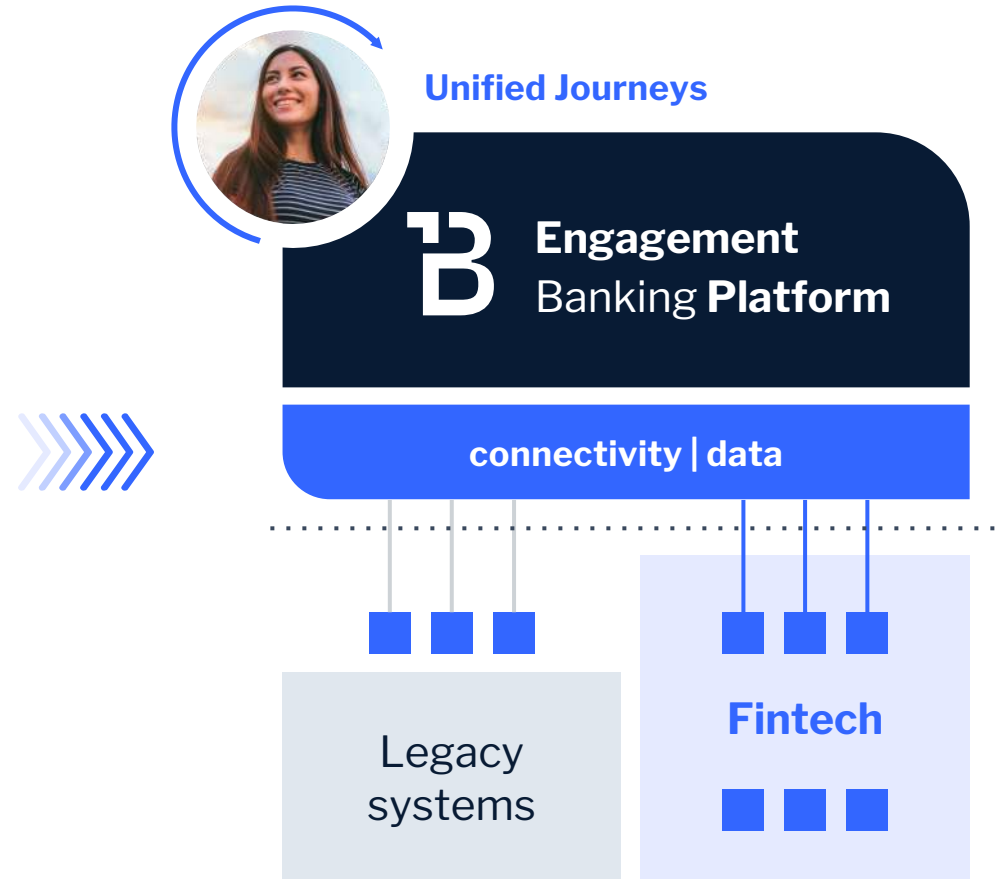 Unified Journeys
Engagement
Banking Platform
connectivity | data
Fintech
Legacy
systems